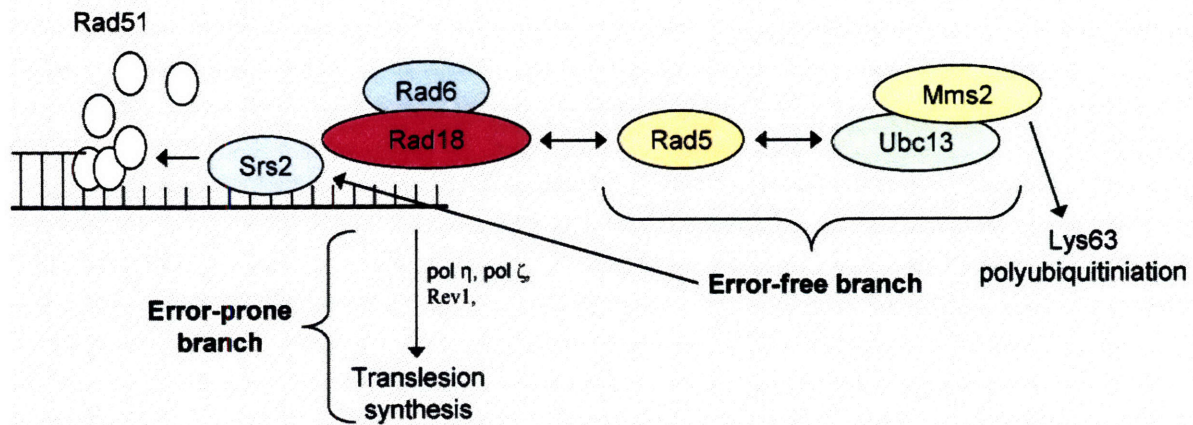 Rad51
Rad6
Rad18
Srs2
Rad5
Mms2
Ubc13
Lys63
polyubiquitiniation
pol η, pol ζ,
Rev1,
Error-free branch
Error-prone
branch
Translesion
synthesis